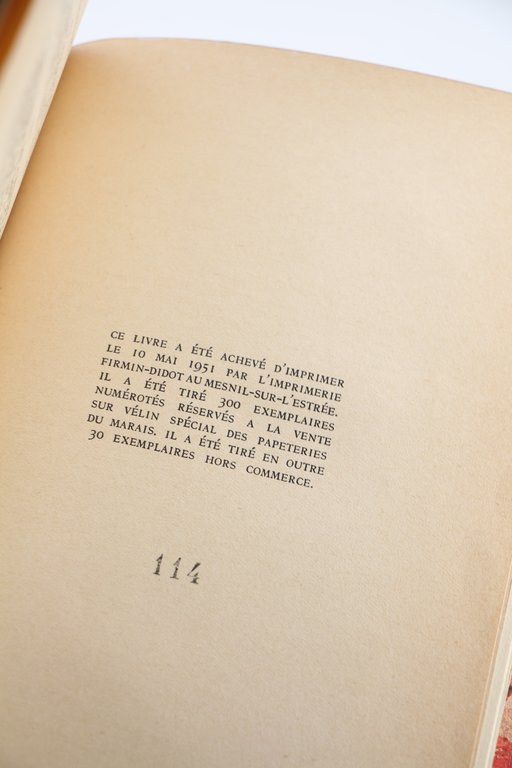 CE LIVRE A ÉTÉ ACHEVÉ D'IMPRIMER
LE 10 MAI 1951 PAR L'IMPRIMERIE
FIRMIN-DIDOT AU MESNIL-SUR-L'ESTRÉE.
IL A ÉTÉ TIRÉ 300 EXEMPLAIRES
NUMÉROTÉS RÉSERVÉS A LA VENTE
SUR VÉLIN SPÉCIAL DES PAPETERIES
DU MARAIS. IL A ÉTÉ TIRÉ EN OUTRE
30 EXEMPLAIRES HORS COMMERCE.
114